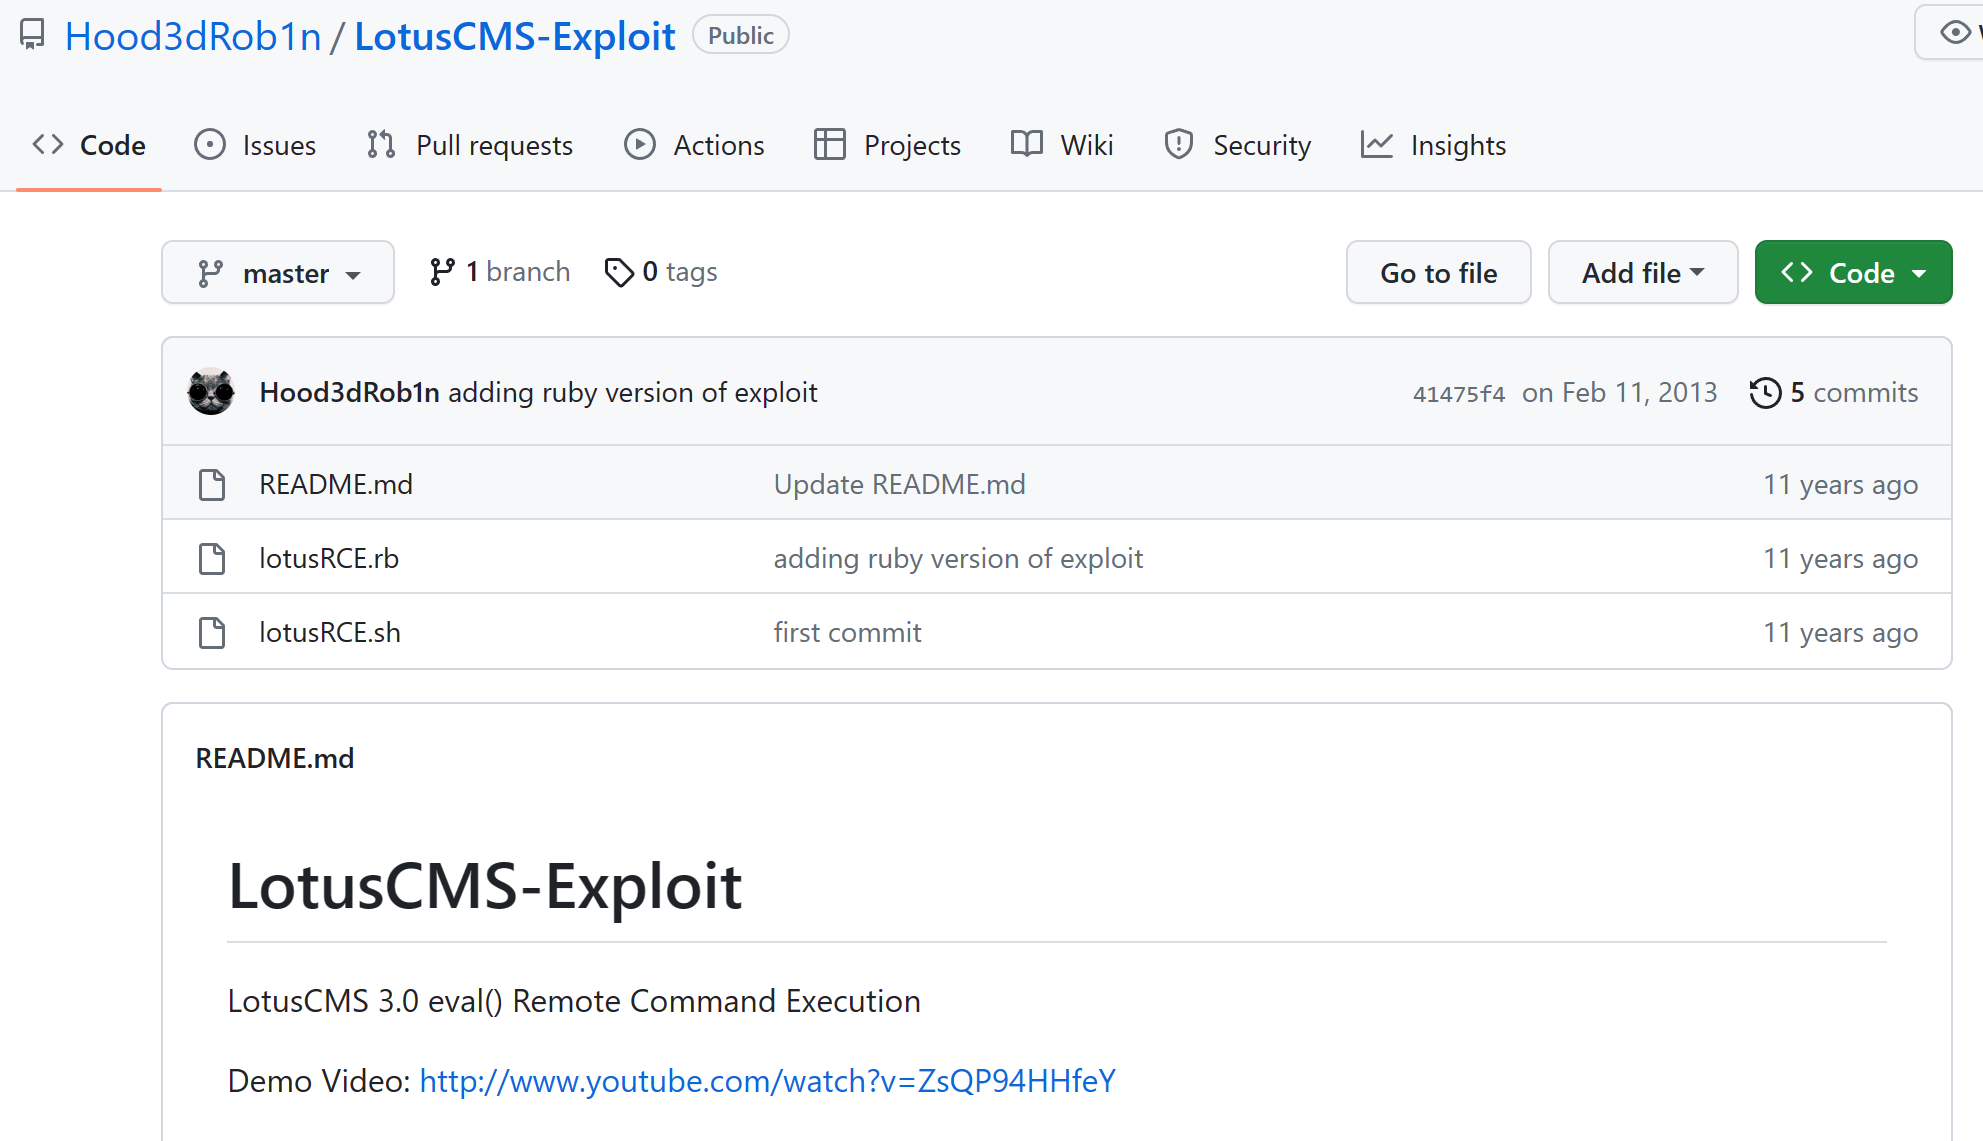 Hood3dRob1n / LotusCMS-Exploit Public
Code Issues Pull requests Actions Projects Wiki Security Insights
master 1 branch 0 tags Go to file Add file Code
Hood3dRob1n adding ruby version of exploit 41475f4 on Feb 11, 2013 5 commits
README.md Update README.md 11 years ago
lotusRCE.rb adding ruby version of exploit 11 years ago
lotusRCE.sh first commit 11 years ago
README.md
LotusCMS-Exploit
LotusCMS 3.0 eval() Remote Command Execution
Demo Video: http://www.youtube.com/watch?v=ZsQP94HHfeY